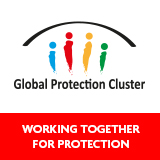 Global Protection Cluster
WORKING TOGETHER
FOR PROTECTION